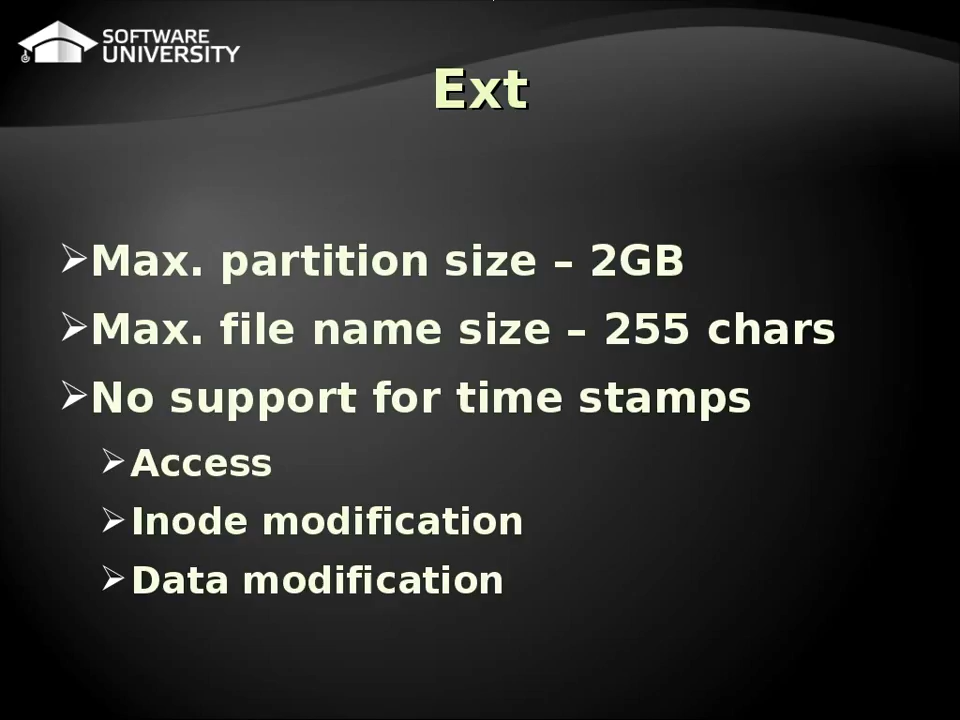 SOFTWARE
UNIVERSITY
Ext
Max. partition size – 2GB
Max. file name size – 255 chars
No support for time stamps
Access
Inode modification
Data modification